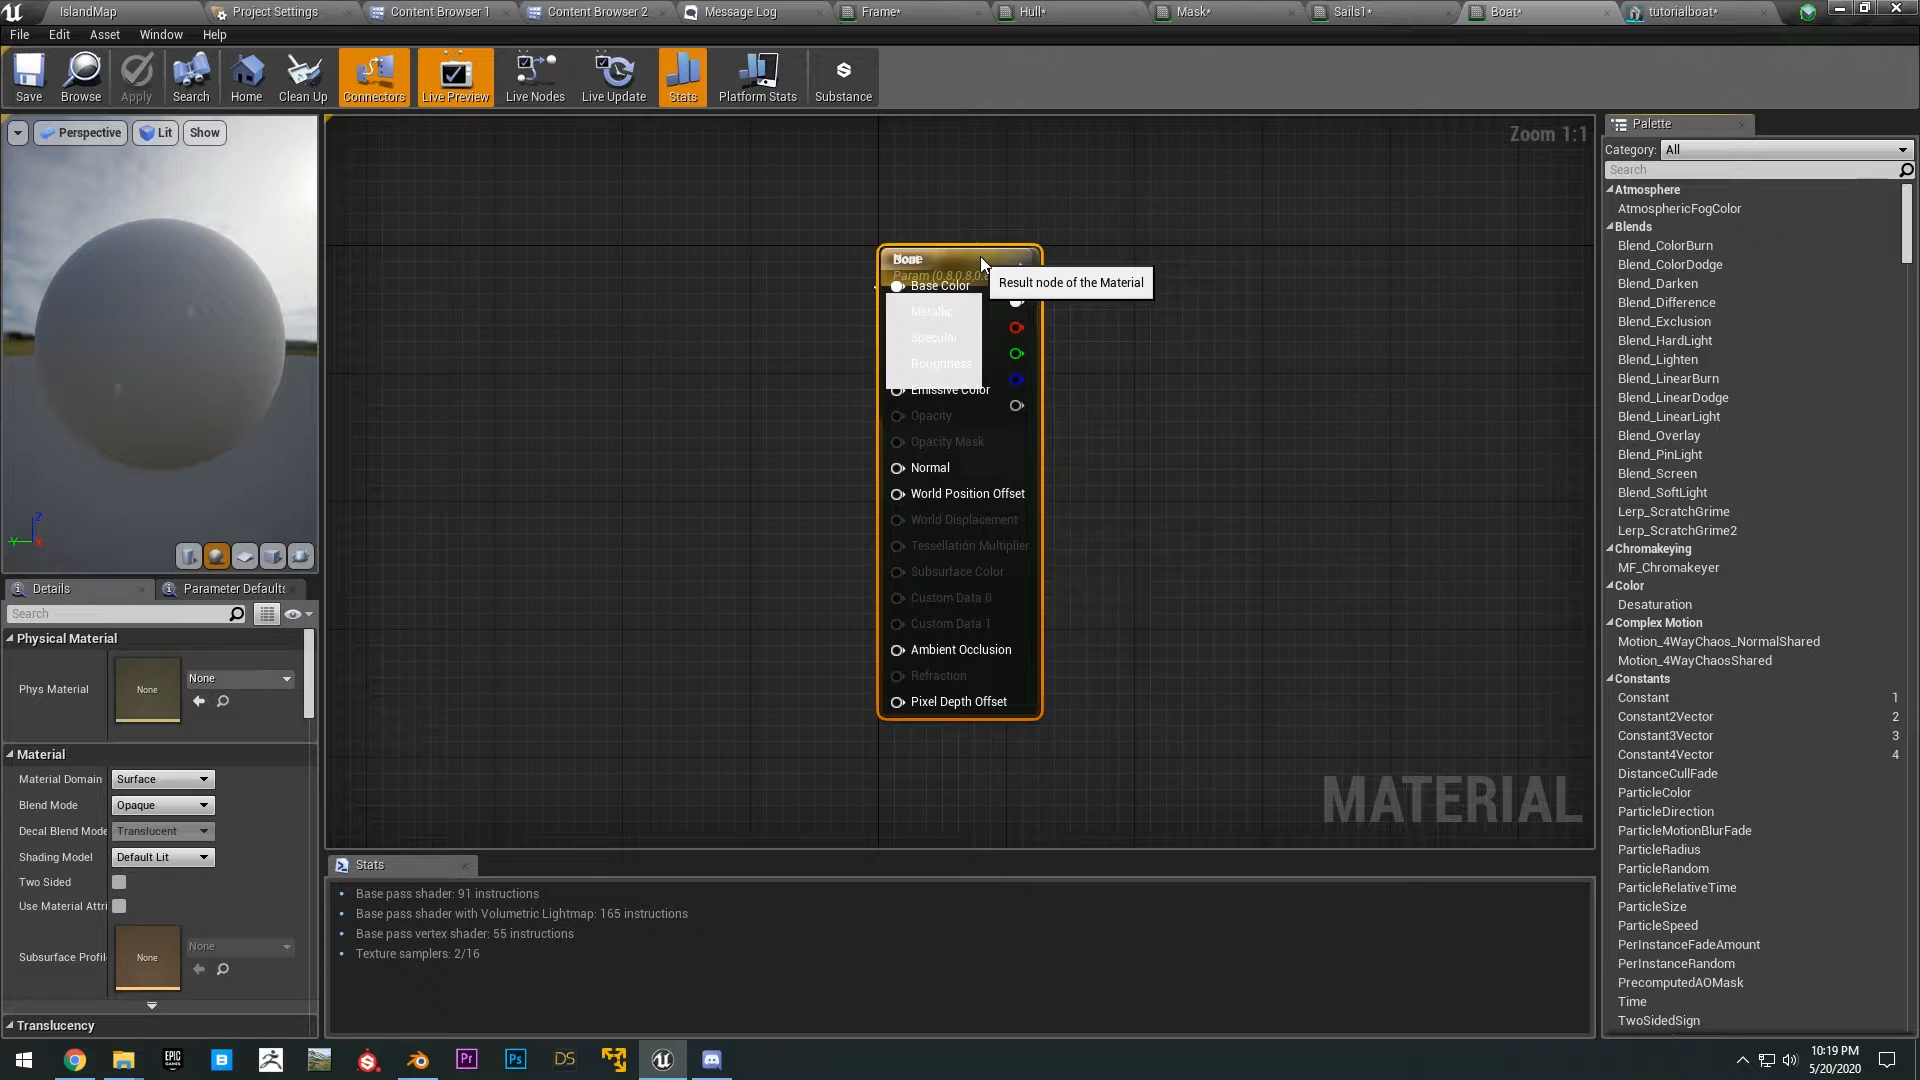 IslandMap
Project Settings
Content Browser 1
Content Browser 2
Message Log
Frame*
Hull*
Mask*
Sails1*
Boat*
tutorialboat*
File
Edit
Asset
Window
Help
Save
Browse
Apply
Search
Home
Clean Up
Connectors
Live Preview
Live Nodes
Live Update
Stats
Platform Stats
Substance
Perspective
Lit
Show
Zoom 1:1
Param (0.8,0.8,0.8
Base Color
Metallic
Specular
Roughness
Emissive Color
Opacity
Opacity Mask
Normal
World Position Offset
World Displacement
Tessellation Multiplier
Subsurface Color
Custom Data 0
Custom Data 1
Ambient Occlusion
Refraction
Pixel Depth Offset
Result node of the Material
MATERIAL
Z
Y
X
Details
Parameter Defaults
Search
Physical Material
Phys Material
None
None
Material
Material Domain
Surface
Blend Mode
Opaque
Decal Blend Mode
Translucent
Shading Model
Default Lit
Two Sided
Use Material Attri
Subsurface Profil
None
None
Translucency
Stats
Base pass shader: 91 instructions
Base pass shader with Volumetric Lightmap: 165 instructions
Base pass vertex shader: 55 instructions
Texture samplers: 2/16
Palette
Category:
All
Search
Atmosphere
AtmosphericFogColor
Blends
Blend_ColorBurn
Blend_ColorDodge
Blend_Darken
Blend_Difference
Blend_Exclusion
Blend_HardLight
Blend_Lighten
Blend_LinearBurn
Blend_LinearDodge
Blend_LinearLight
Blend_Overlay
Blend_PinLight
Blend_Screen
Blend_SoftLight
Lerp_ScratchGrime
Lerp_ScratchGrime2
Chromakeying
MF_Chromakeyer
Color
Desaturation
Complex Motion
Motion_4WayChaos_NormalShared
Motion_4WayChaosShared
Constants
Constant 1
Constant2Vector 2
Constant3Vector 3
Constant4Vector 4
DistanceCullFade
ParticleColor
ParticleDirection
ParticleMotionBlurFade
ParticleRadius
ParticleRandom
ParticleRelativeTime
ParticleSize
ParticleSpeed
PerInstanceFadeAmount
PerInstanceRandom
PrecomputedAOMask
Time
TwoSidedSign
EPIC GAMES
B
Pr
Ps
DS
10:19 PM
5/20/2020